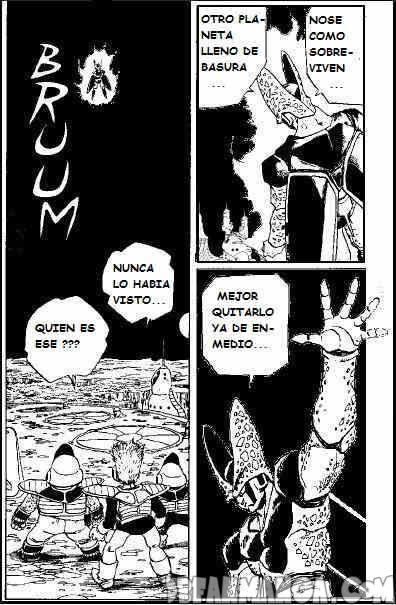 BRUUM
QUIEN ES
ESE ???
NUNCA
LO HABIA
VISTO...
OTRO PLA-
NETA
LLENO DE
BASURA
...
NOSE
COMO
SOBRE-
VIVEN
...
MEJOR
QUITARLO
YA DE EN-
MEDIO...